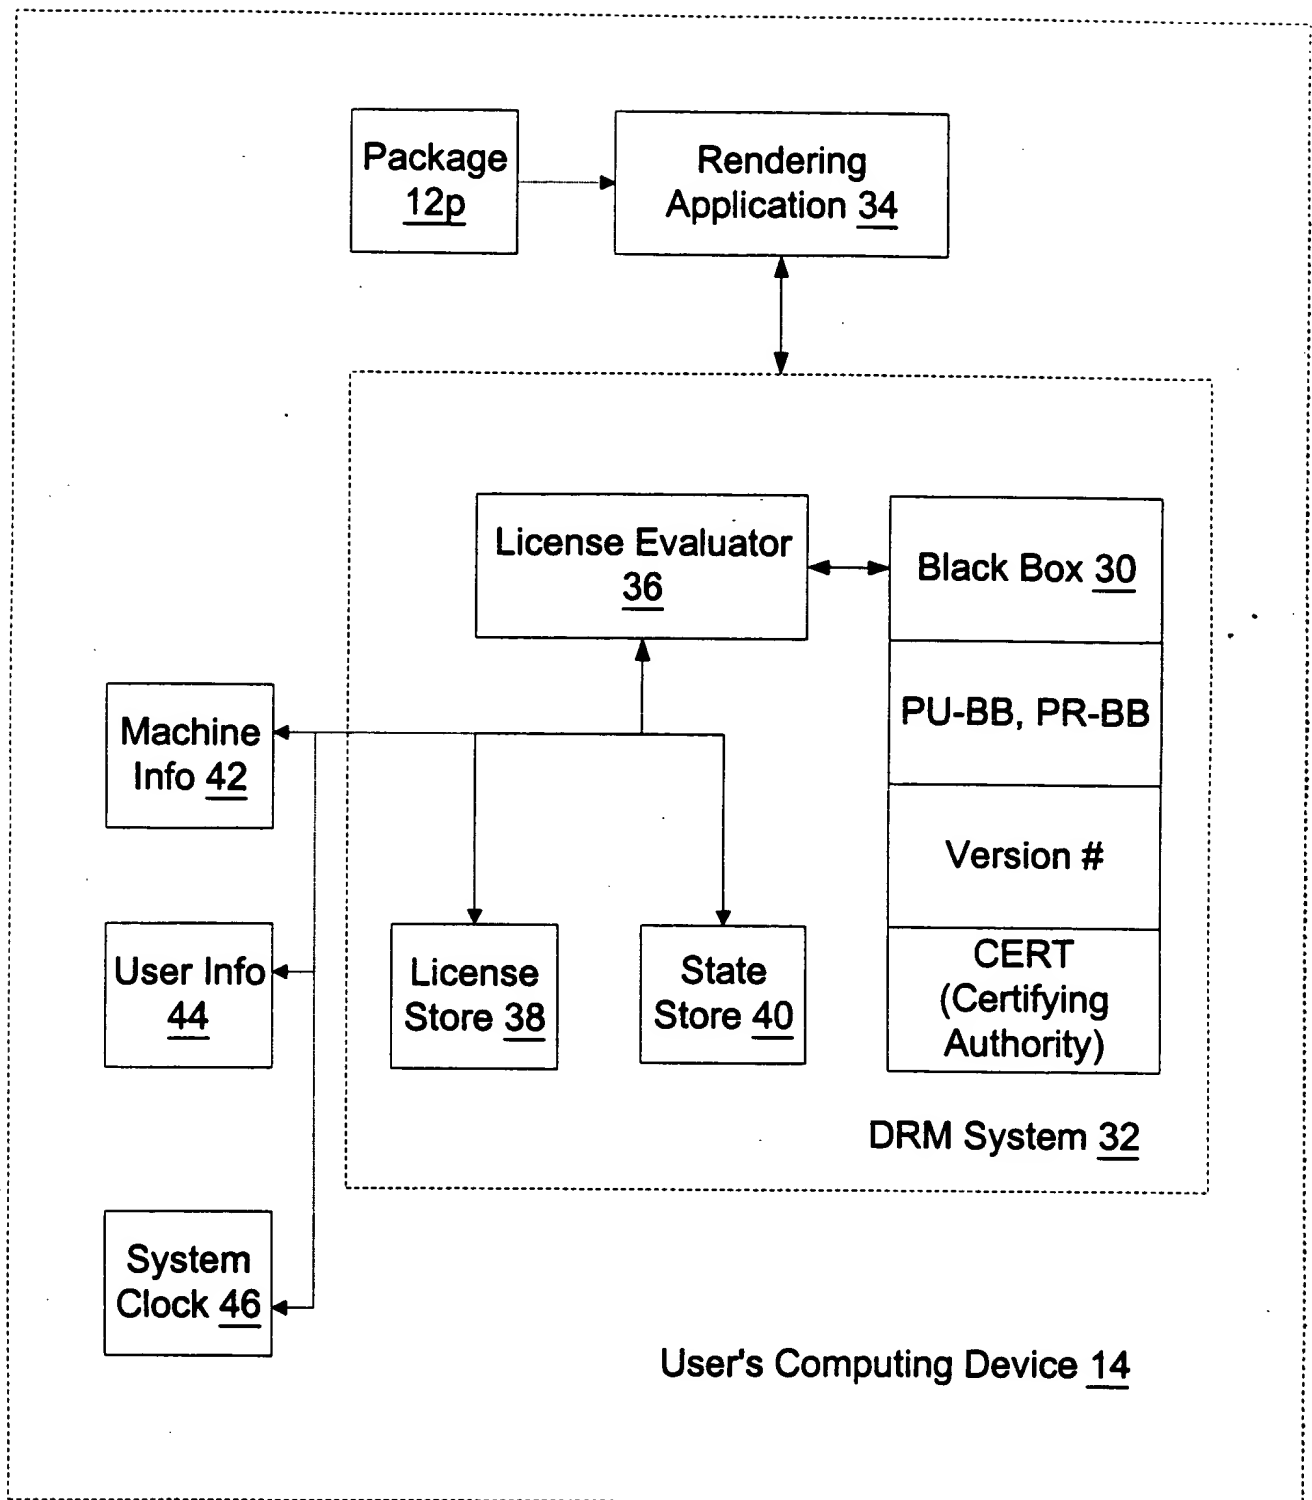 Package
12p
Rendering
Application 34
License Evaluator
36
Black Box 30
PU-BB, PR-BB
Version #
CERT
(Certifying
Authority)
Machine
Info 42
User Info
44
License
Store 38
State
Store 40
DRM System 32
System
Clock 46
User's Computing Device 14